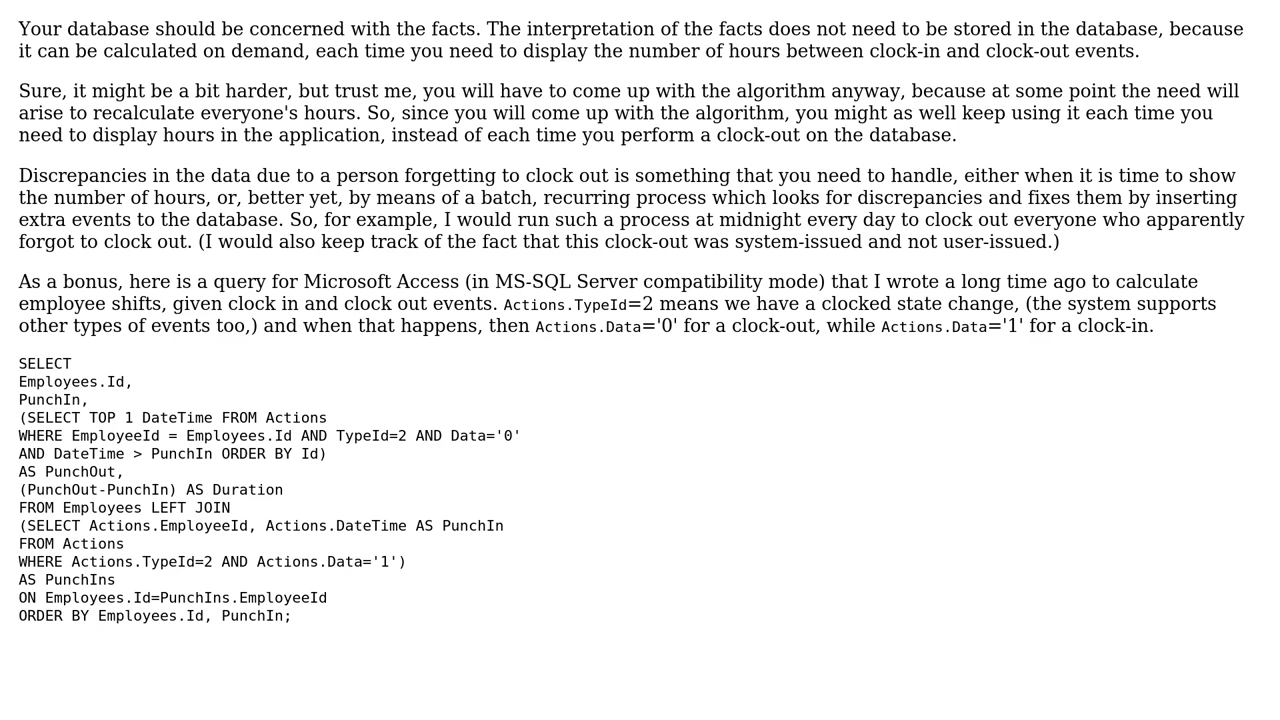 Your database should be concerned with the facts. The interpretation of the facts does not need to be stored in the database, because
it can be calculated on demand, each time you need to display the number of hours between clock-in and clock-out events.
Sure, it might be a bit harder, but trust me, you will have to come up with the algorithm anyway, because at some point the need will
arise to recalculate everyone's hours. So, since you will come up with the algorithm, you might as well keep using it each time you
need to display hours in the application, instead of each time you perform a clock-out on the database.
Discrepancies in the data due to a person forgetting to clock out is something that you need to handle, either when it is time to show
the number of hours, or, better yet, by means of a batch, recurring process which looks for discrepancies and fixes them by inserting
extra events to the database. So, for example, I would run such a process at midnight every day to clock out everyone who apparently
forgot to clock out. (I would also keep track of the fact that this clock-out was system-issued and not user-issued.)
As a bonus, here is a query for Microsoft Access (in MS-SQL Server compatibility mode) that I wrote a long time ago to calculate
employee shifts, given clock in and clock out events. Actions.TypeId=2 means we have a clocked state change, (the system supports
other types of events too,) and when that happens, then Actions.Data='0' for a clock-out, while Actions.Data='1' for a clock-in.
SELECT
Employees.Id,
PunchIn,
(SELECT TOP 1 DateTime FROM Actions
WHERE EmployeeId = Employees.Id AND TypeId=2 AND Data='0'
AND DateTime > PunchIn ORDER BY Id)
AS PunchOut,
(PunchOut-PunchIn) AS Duration
FROM Employees LEFT JOIN
(SELECT Actions.EmployeeId, Actions.DateTime AS PunchIn
FROM Actions
WHERE Actions.TypeId=2 AND Actions.Data='1')
AS PunchIns
ON Employees.Id=PunchIns.EmployeeId
ORDER BY Employees.Id, PunchIn;